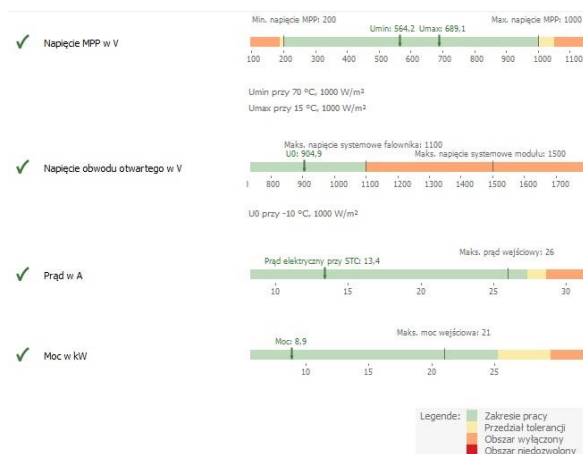 Min. napięcie MPP: 200 Max. napięcie MPP: 1000
Umin: 564,2 Umax: 689,1
Napięcie MPP w V
100 200 300 400 500 600 700 800 900 1000 1100
Umin przy 70 °C, 1000 W/m²
Umax przy 15 °C, 1000 W/m²
Maks. napięcie systemowe falownika: 1100
U0: 904,9 Maks. napięcie systemowe modułu: 1500
Napięcie obwodu otwartego w V
800 900 1000 1100 1200 1300 1400 1500 1600 1700
U0 przy -10 °C, 1000 W/m²
Maks. prąd wejściowy: 26
Prąd elektryczny przy STC: 13,4
Prąd w A
10 15 20 25 30
Maks. moc wejściowa: 21
Moc: 8,9
Moc w kW
10 15 20 25
Legende: Zakresie pracy
Przedział tolerancji
Obszar wyłączony
Obszar niedozwolony